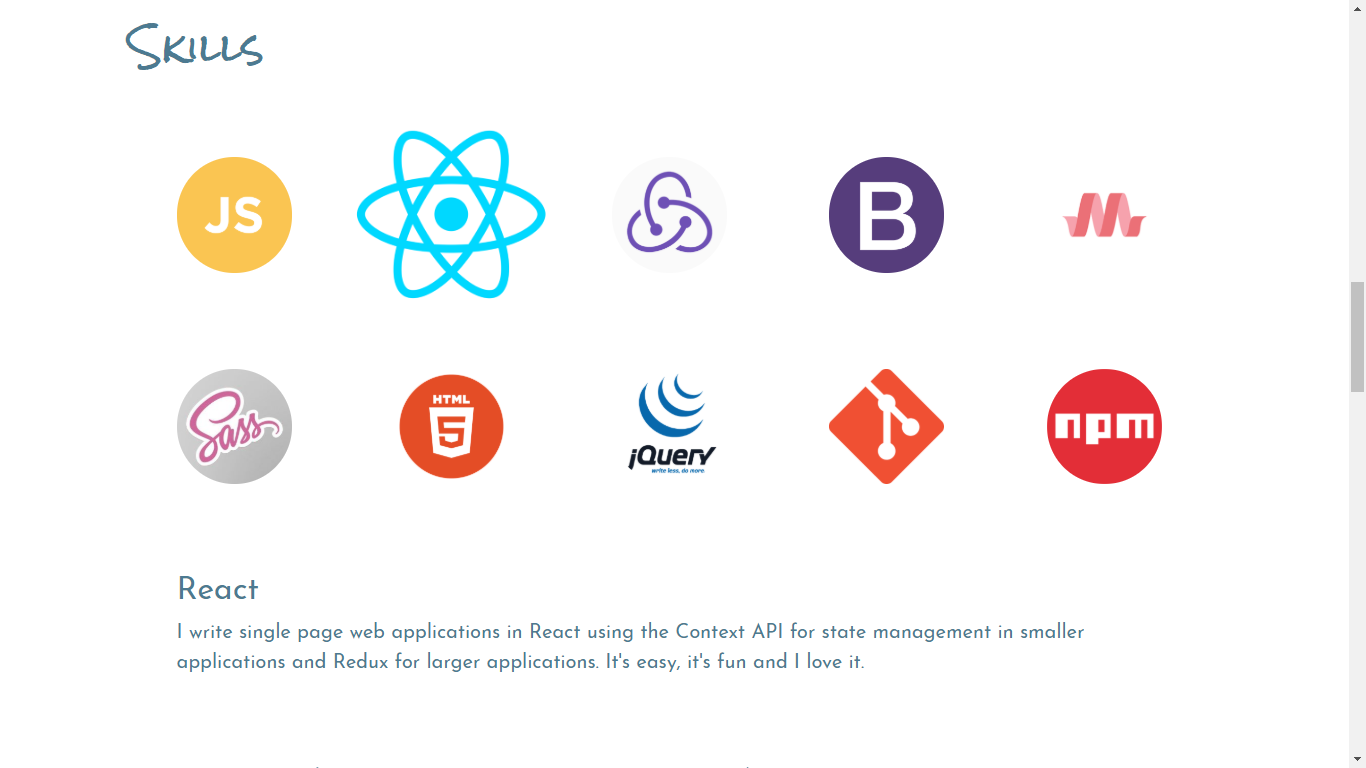 Skills
JS
B
M
Sass
HTML
5
jQuery
write less, do more.
npm
React
I write single page web applications in React using the Context API for state management in smaller
applications and Redux for larger applications. It's easy, it's fun and I love it.